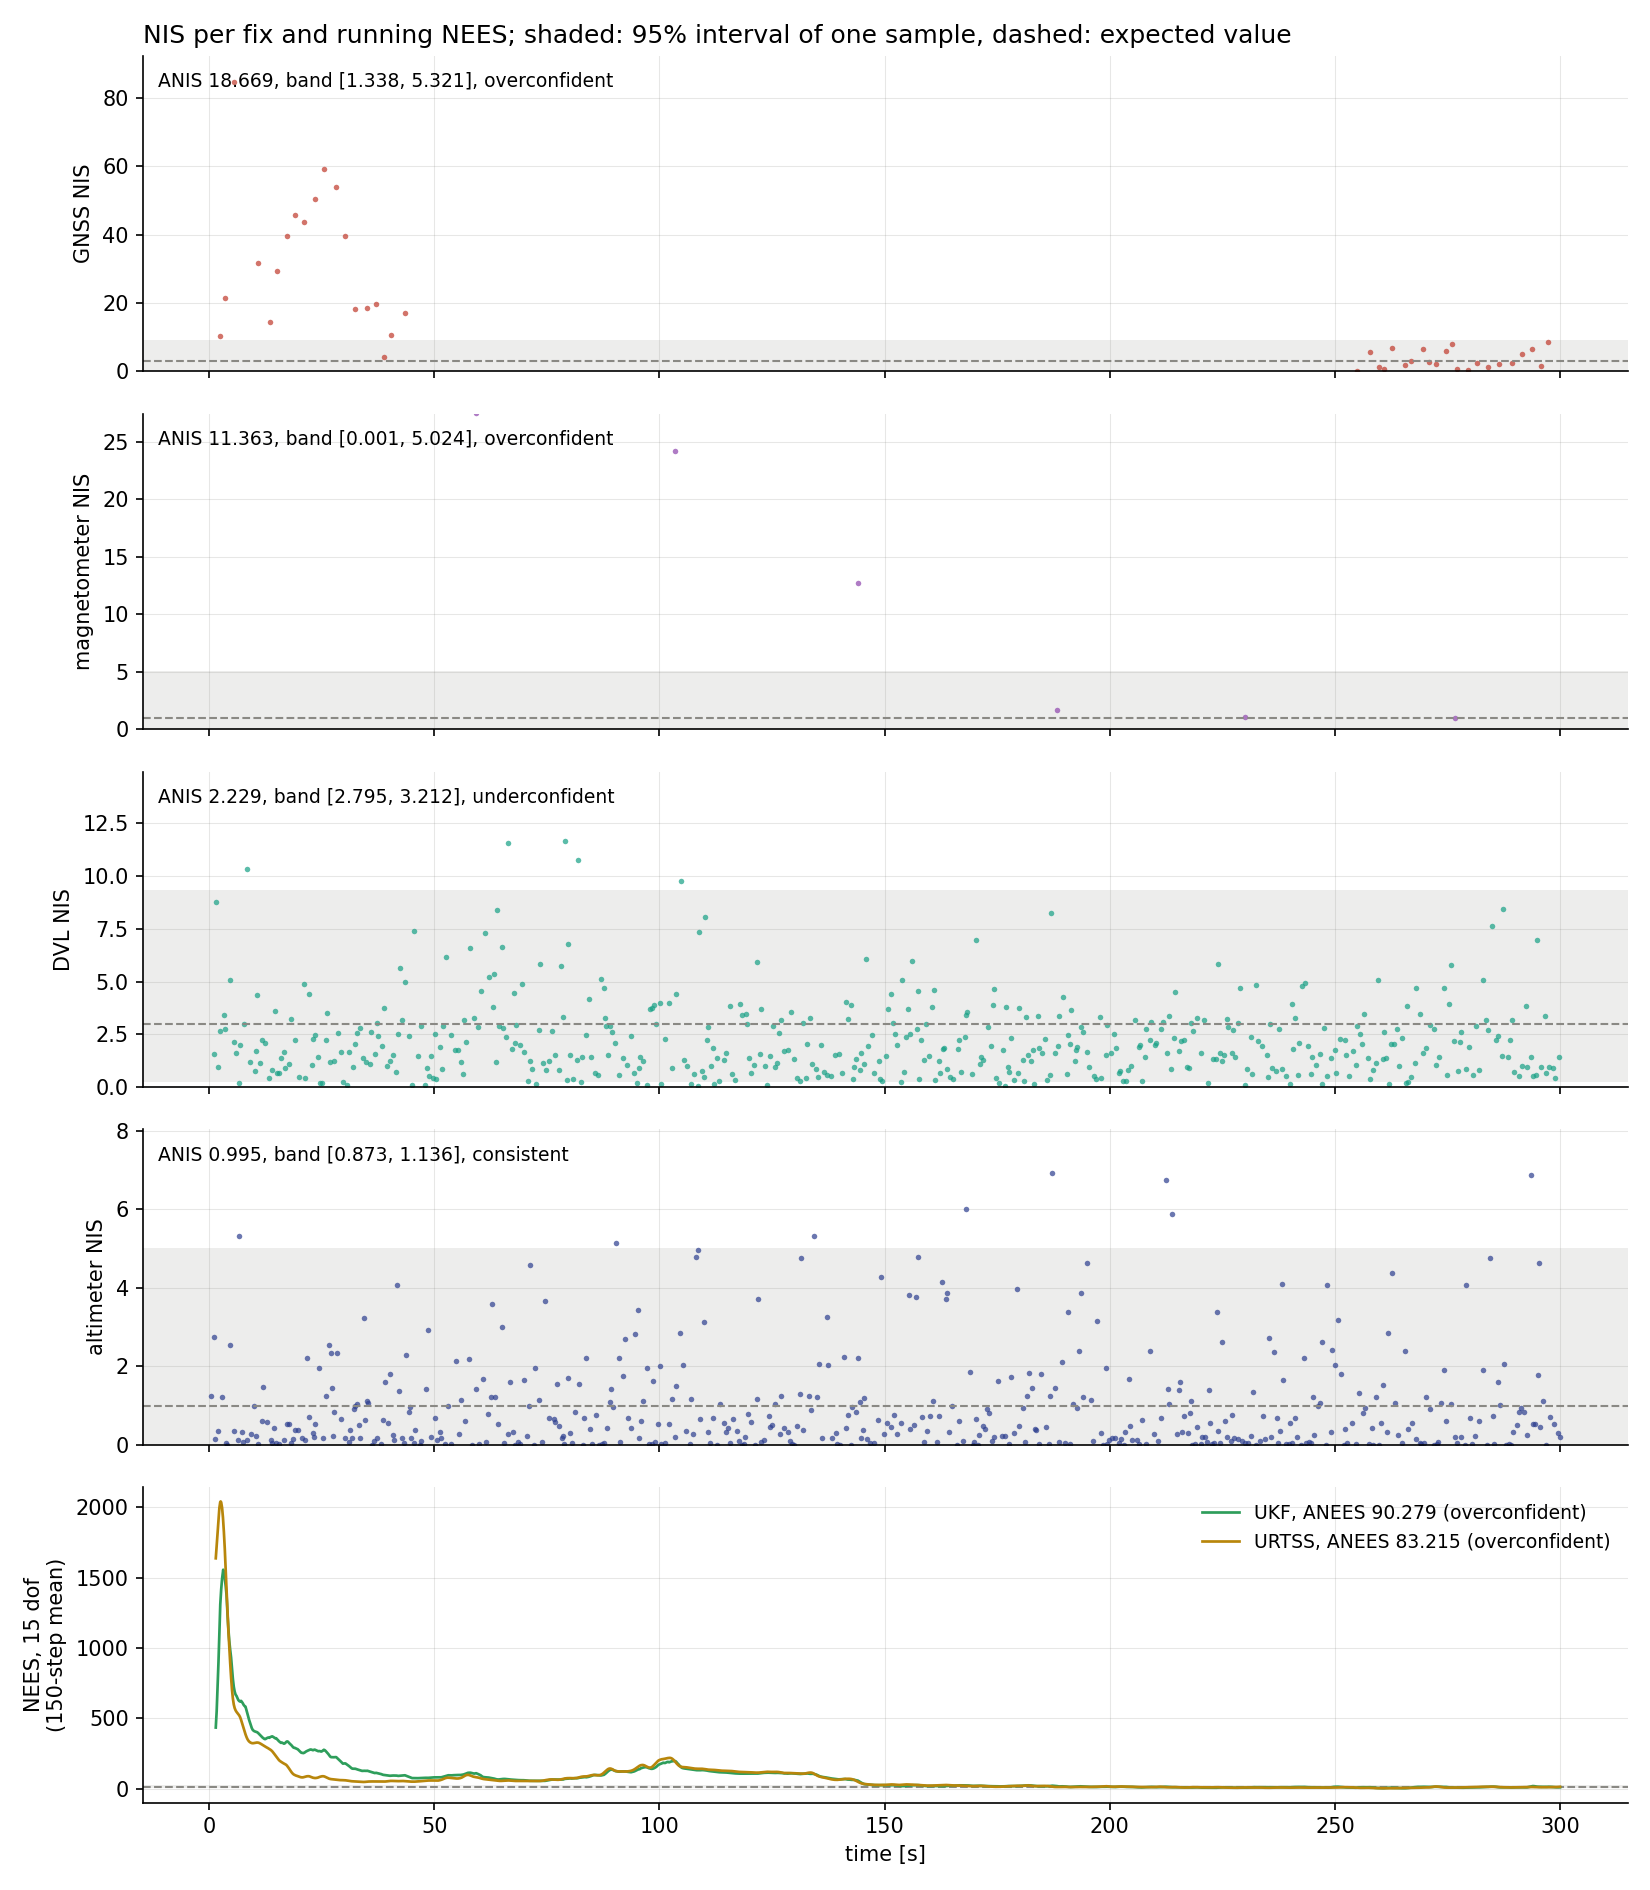 NIS per fix and running NEES; shaded: 95% interval of one sample, dashed: expected value
ANIS 18.669, band [1.338, 5.321], overconfident
GNSS NIS
80
60
40
20
0
ANIS 11.363, band [0.001, 5.024], overconfident
magnetometer NIS
25
20
15
10
5
0
ANIS 2.229, band [2.795, 3.212], underconfident
DVL NIS
12.5
10.0
7.5
5.0
2.5
0.0
ANIS 0.995, band [0.873, 1.136], consistent
altimeter NIS
8
6
4
2
0
UKF, ANEES 90.279 (overconfident)
URTSS, ANEES 83.215 (overconfident)
NEES, 15 dof
(150-step mean)
2000
1500
1000
500
0
0 50 100 150 200 250 300
time [s]